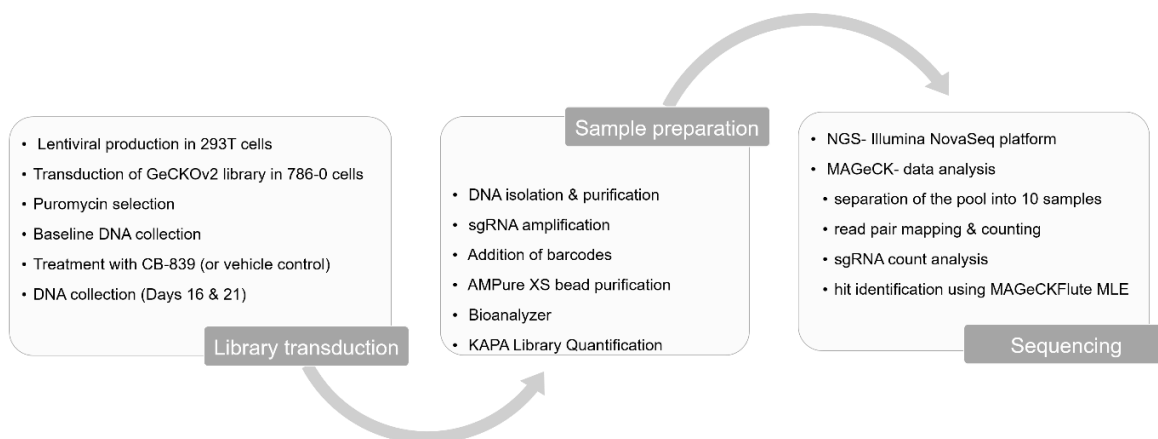 • Lentiviral production in 293T cells
• Transduction of GeCKOv2 library in 786-0 cells
• Puromycin selection
• Baseline DNA collection
• Treatment with CB-839 (or vehicle control)
• DNA collection (Days 16 & 21)
Library transduction
Sample preparation
• DNA isolation & purification
• sgRNA amplification
• Addition of barcodes
• AMPure XS bead purification
• Bioanalyzer
• KAPA Library Quantification
• NGS- Illumina NovaSeq platform
• MAGeCK- data analysis
• separation of the pool into 10 samples
• read pair mapping & counting
• sgRNA count analysis
• hit identification using MAGeCKFlute MLE
Sequencing